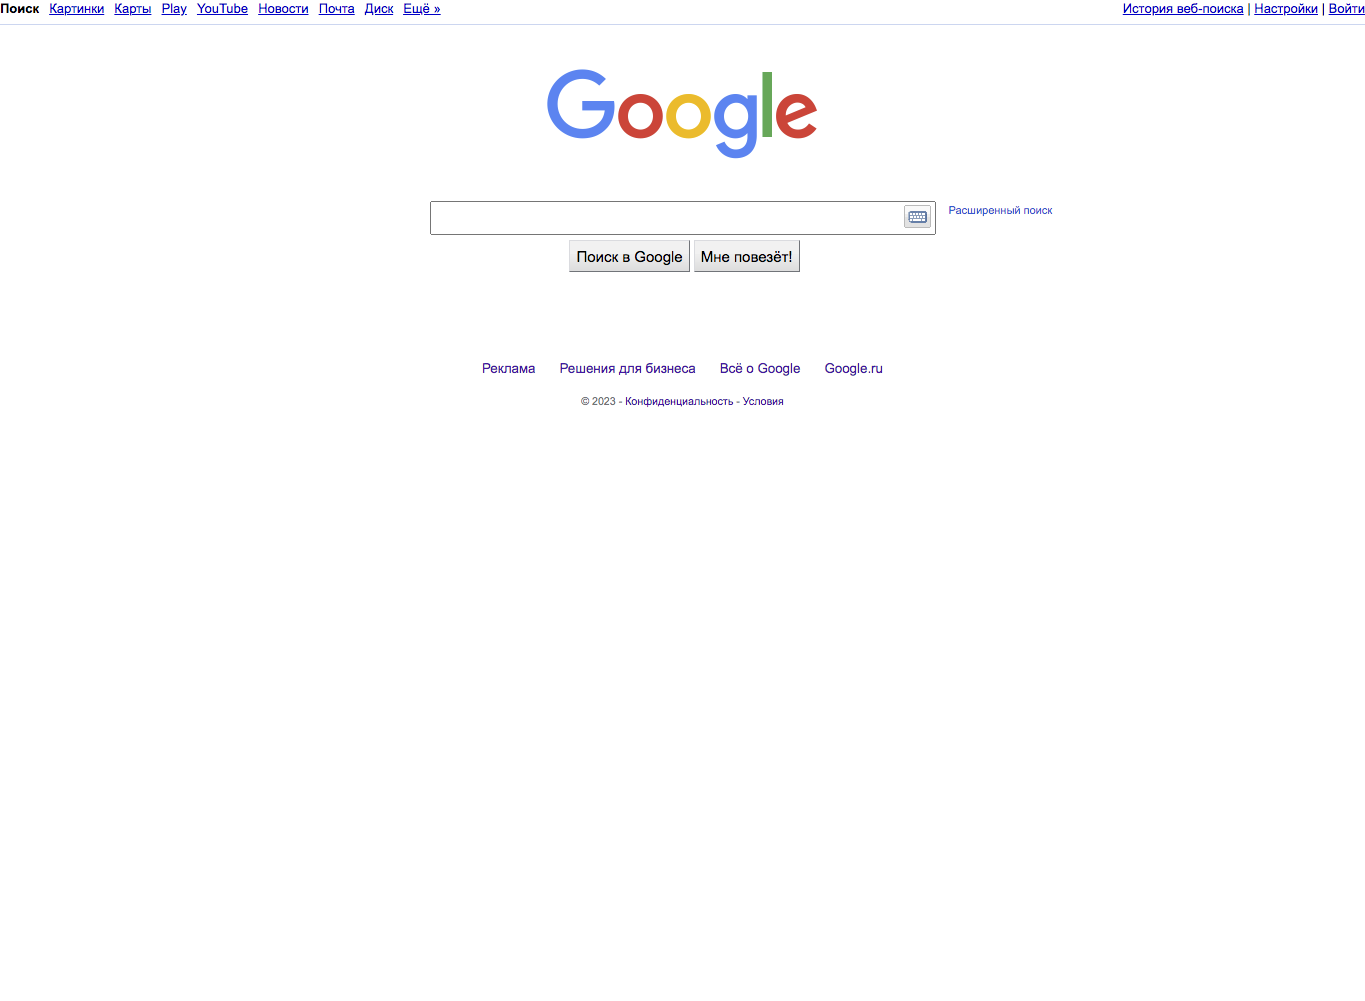 Поиск Картинки Карты Play YouTube Новости Почта Диск Ещё » История веб-поиска | Настройки | Войти
Google
Расширенный поиск
Поиск в Google Мне повезёт!
Реклама Решения для бизнеса Всё о Google Google.ru
© 2023 - Конфиденциальность - Условия